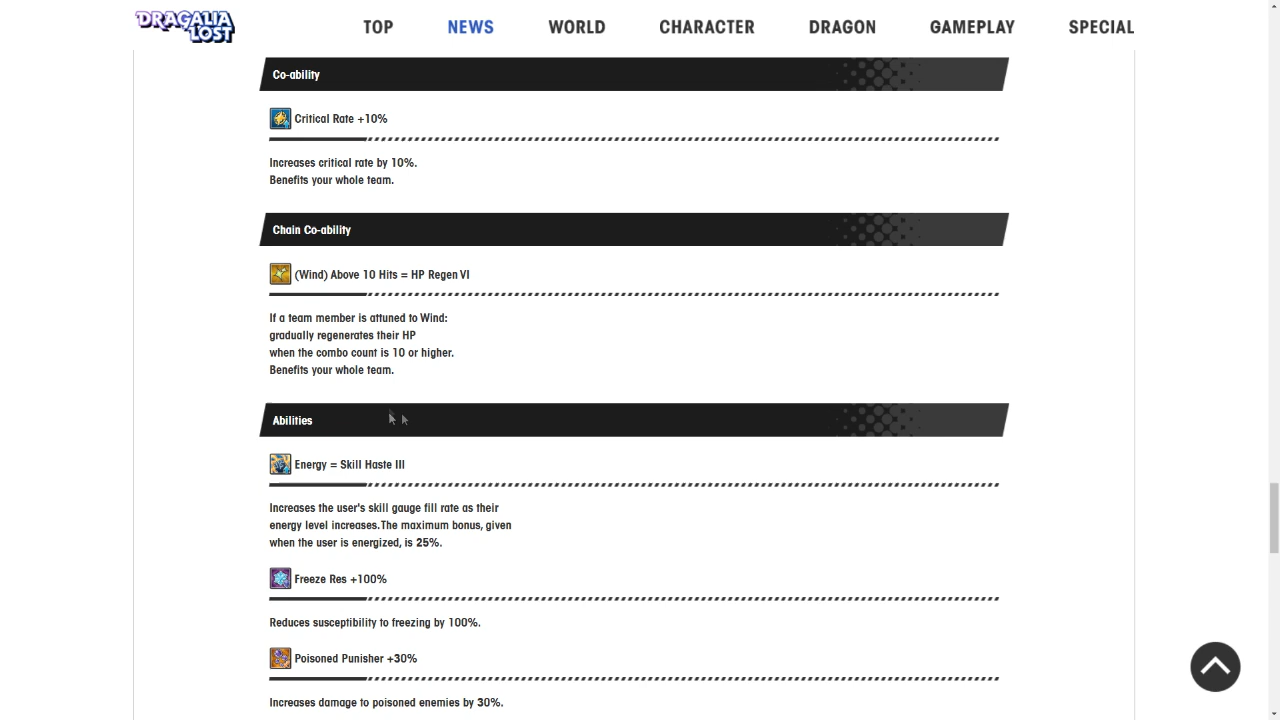 DRAGALIA LOST
TOP NEWS WORLD CHARACTER DRAGON GAMEPLAY SPECIAL
Co-ability
Critical Rate +10%
Increases critical rate by 10%.
Benefits your whole team.
Chain Co-ability
(Wind) Above 10 Hits = HP Regen VI
If a team member is attuned to Wind:
gradually regenerates their HP
when the combo count is 10 or higher.
Benefits your whole team.
Abilities
Energy = Skill Haste III
Increases the user's skill gauge fill rate as their
energy level increases.The maximum bonus, given
when the user is energized, is 25%.
Freeze Res +100%
Reduces susceptibility to freezing by 100%.
Poisoned Punisher +30%
Increases damage to poisoned enemies by 30%.